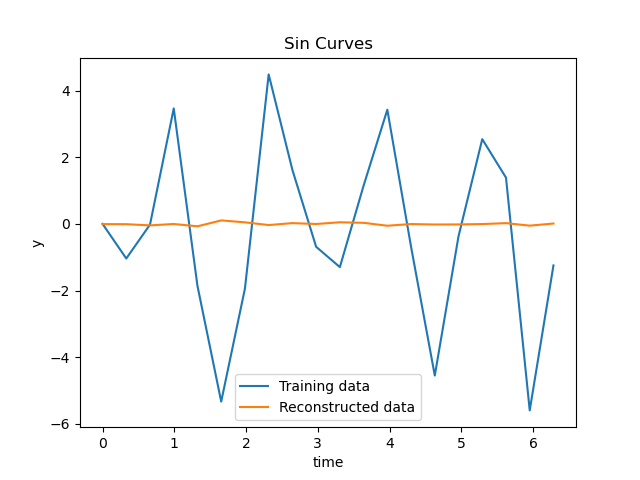 Sin Curves
y
4
2
0
−2
−4
−6
Training data
Reconstructed data
0 1 2 3 4 5 6
time